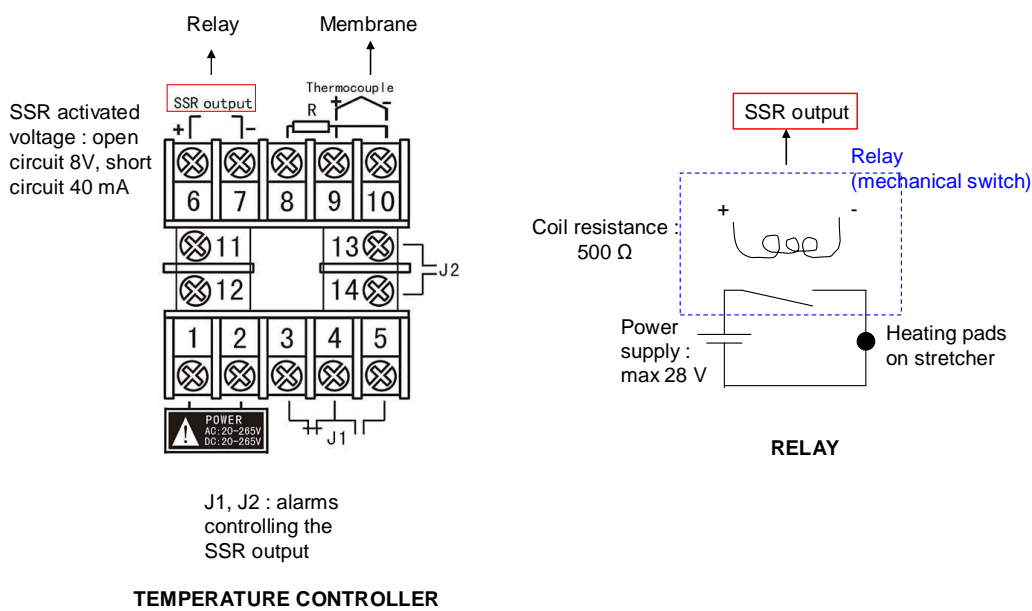 Relay
Membrane
SSR activated
voltage : open
circuit 8V, short
circuit 40 mA
SSR output
+ -
Thermocouple
+ -
R
6 7 8 9 10
11 13
12 14
J2
1 2 3 4 5
POWER
AC:20-265V
DC:20-265V
J1
J1, J2 : alarms
controlling the
SSR output
TEMPERATURE CONTROLLER
SSR output
Relay
(mechanical switch)
+ -
Coil resistance :
500 Ω
Power
supply :
max 28 V
Heating pads
on stretcher
RELAY